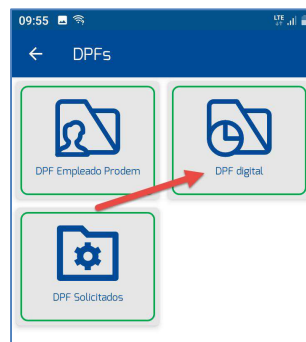 09:55 LTE
← DPFs
DPF Empleado Prodem DPF digital
DPF Solicitados